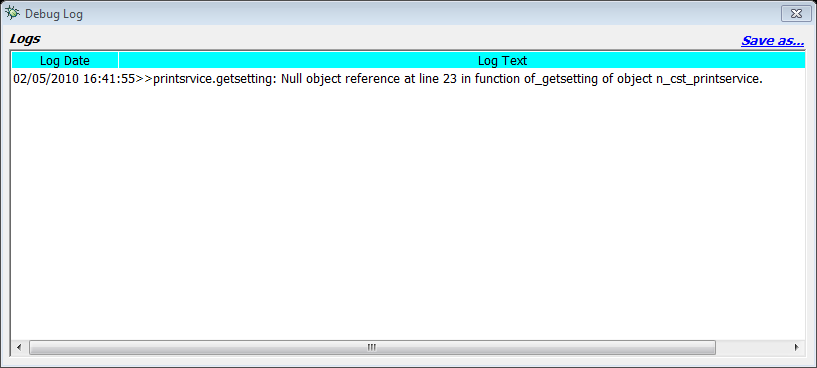 Debug Log
Logs
Save as...
Log Date Log Text
02/05/2010 16:41:55>>printsrvice.getsetting: Null object reference at line 23 in function of_getsetting of object n_cst_printservice.